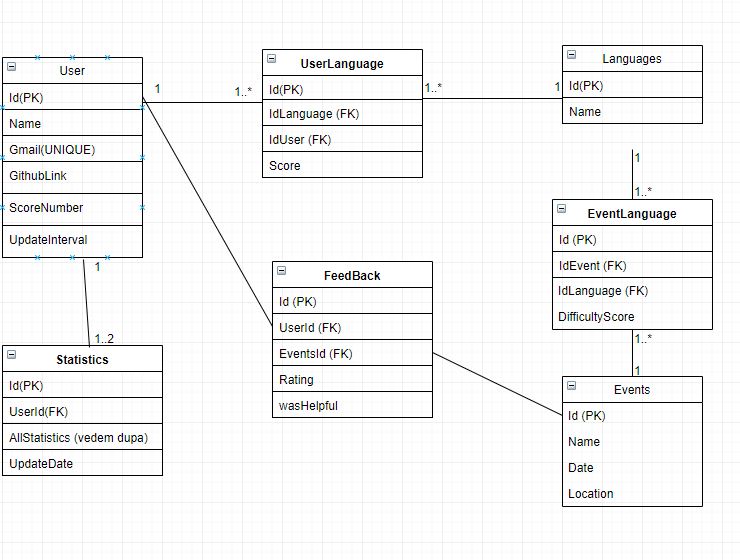 User
Id(PK)
Name
Gmail(UNIQUE)
GithubLink
ScoreNumber
UpdateInterval
1
1..*
UserLanguage
Id(PK)
IdLanguage (FK)
IdUser (FK)
Score
1..*
1
Languages
Id(PK)
Name
1
1..*
EventLanguage
Id (PK)
IdEvent (FK)
IdLanguage (FK)
DifficultyScore
1..*
1
Events
Id (PK)
Name
Date
Location
FeedBack
Id (PK)
UserId (FK)
EventsId (FK)
Rating
wasHelpful
1
1..2
Statistics
Id(PK)
UserId(FK)
AllStatistics (vedem dupa)
UpdateDate